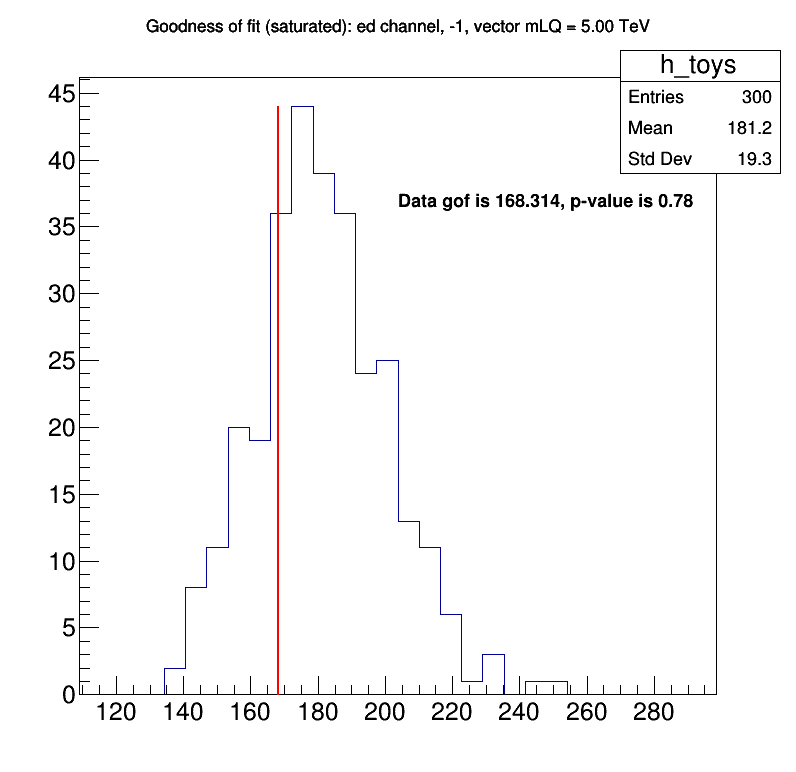 Goodness of fit (saturated): ed channel, -1, vector mLQ = 5.00 TeV
h_toys
Entries 300
Mean 181.2
Std Dev 19.3
Data gof is 168.314, p-value is 0.78
45
40
35
30
25
20
15
10
5
0
120 140 160 180 200 220 240 260 280